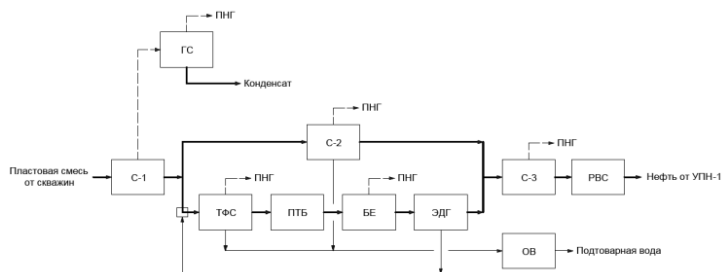 ПНГ
ГС
Конденсат
ПНГ
С-2
ПНГ
Пластовая смесь
от скважин
С-1
С-3
РВС
Нефть от УПН-1
ПНГ
ПНГ
ТФС
ПТБ
БЕ
ЭДГ
ОВ
Подтоварная вода